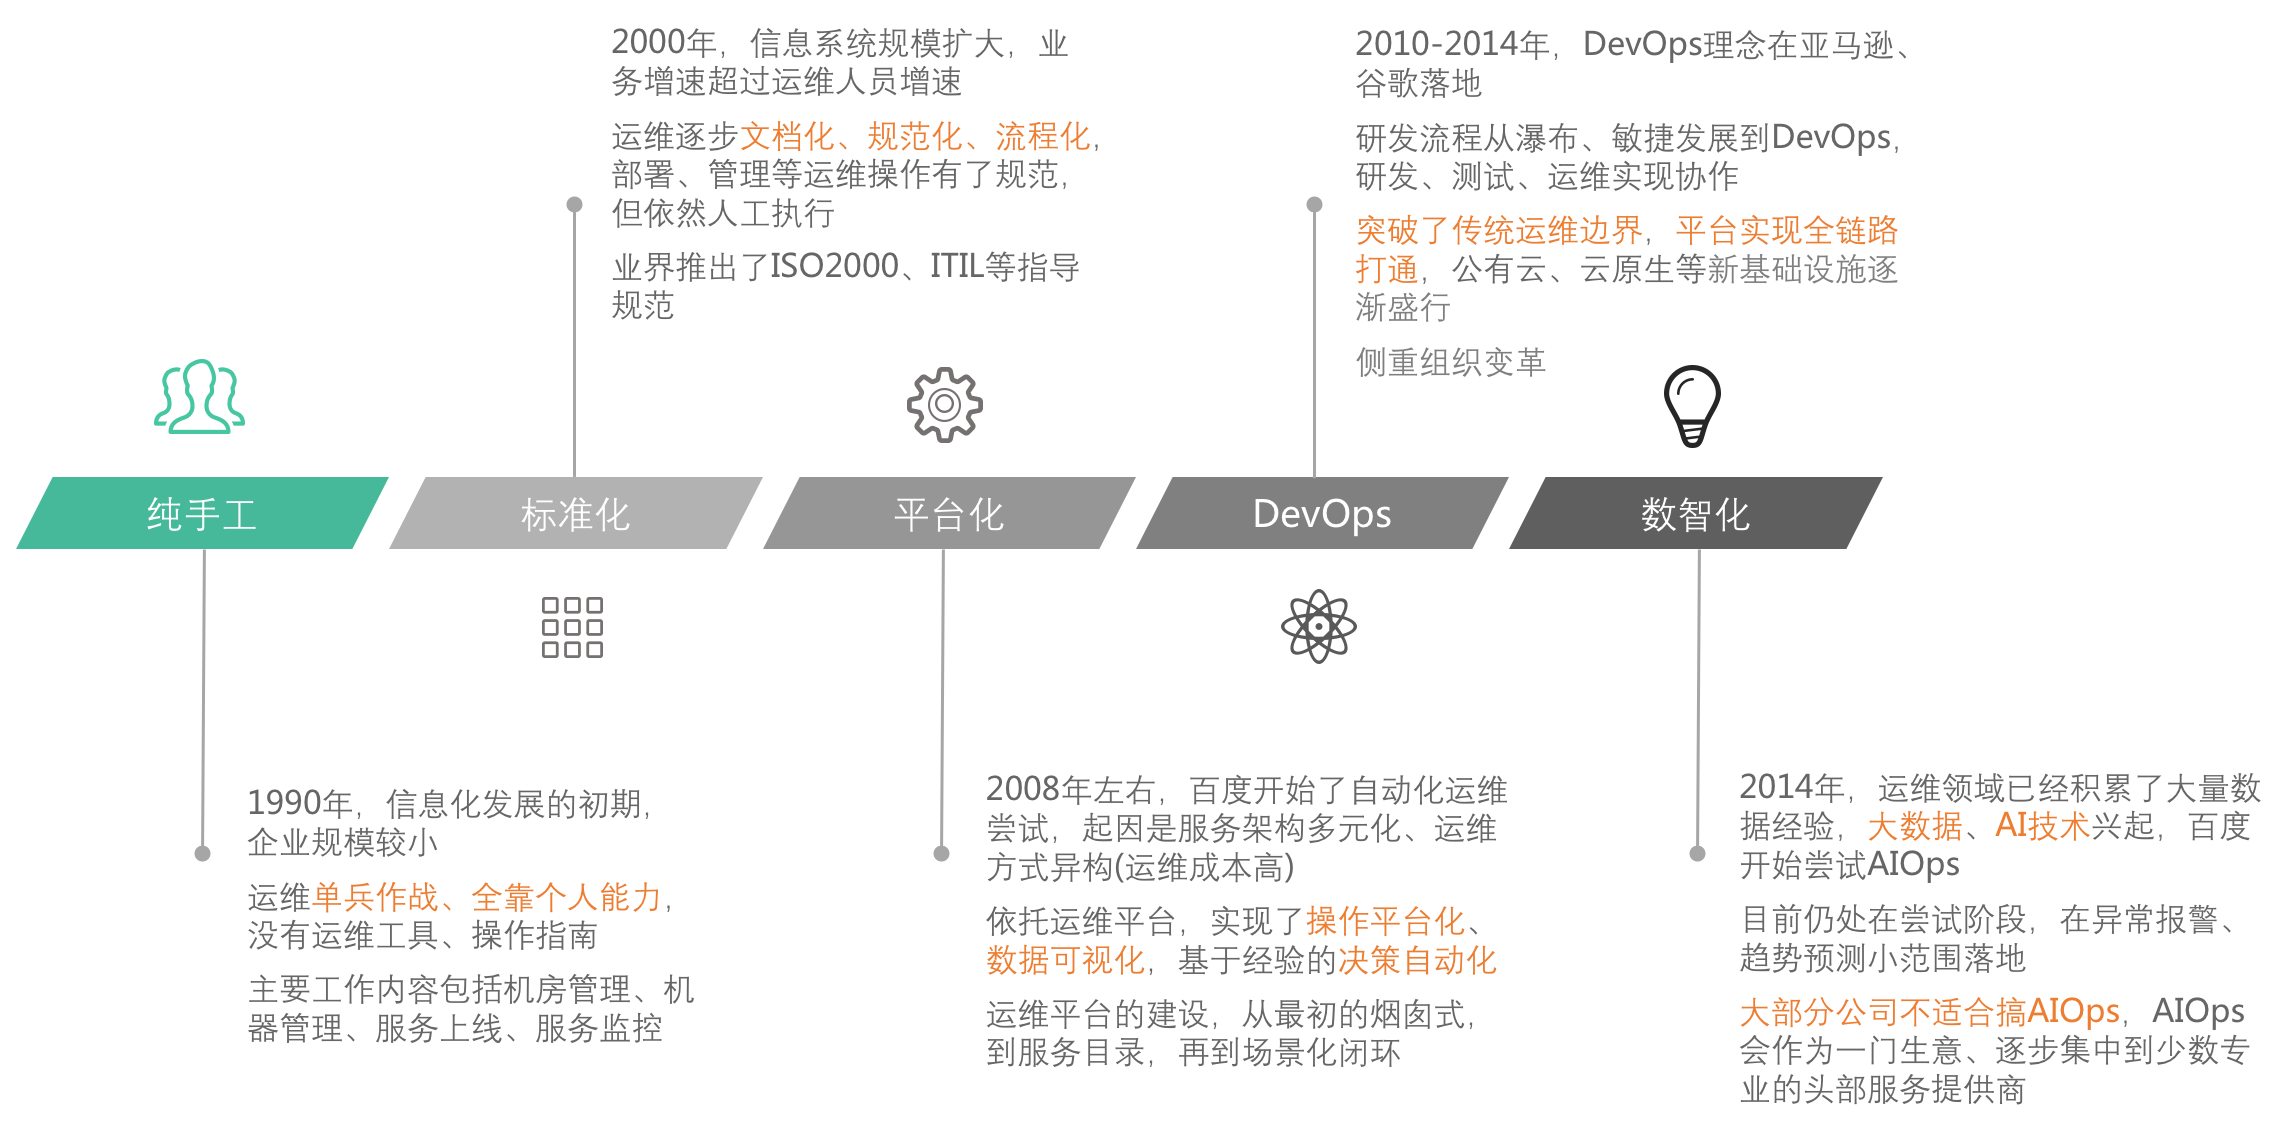 2000年，信息系统规模扩大，业
务增速超过运维人员增速
运维逐步文档化、规范化、流程化，
部署、管理等运维操作有了规范，
但依然人工执行
业界推出了ISO2000、ITIL等指导
规范
2010-2014年，DevOps理念在亚马逊、
谷歌落地
研发流程从瀑布、敏捷发展到DevOps，
研发、测试、运维实现协作
突破了传统运维边界，平台实现全链路
打通，公有云、云原生等新基础设施逐
渐盛行
侧重组织变革
纯手工
标准化
平台化
DevOps
数智化
1990年，信息化发展的初期，
企业规模较小
运维单兵作战、全靠个人能力，
没有运维工具、操作指南
主要工作内容包括机房管理、机
器管理、服务上线、服务监控
2008年左右，百度开始了自动化运维
尝试，起因是服务架构多元化、运维
方式异构(运维成本高)
依托运维平台，实现了操作平台化、
数据可视化，基于经验的决策自动化
运维平台的建设，从最初的烟囱式，
到服务目录，再到场景化闭环
2014年，运维领域已经积累了大量数
据经验，大数据、AI技术兴起，百度
开始尝试AIOps
目前仍处在尝试阶段，在异常报警、
趋势预测小范围落地
大部分公司不适合搞AIOps，AIOps
会作为一门生意、逐步集中到少数专
业的头部服务提供商